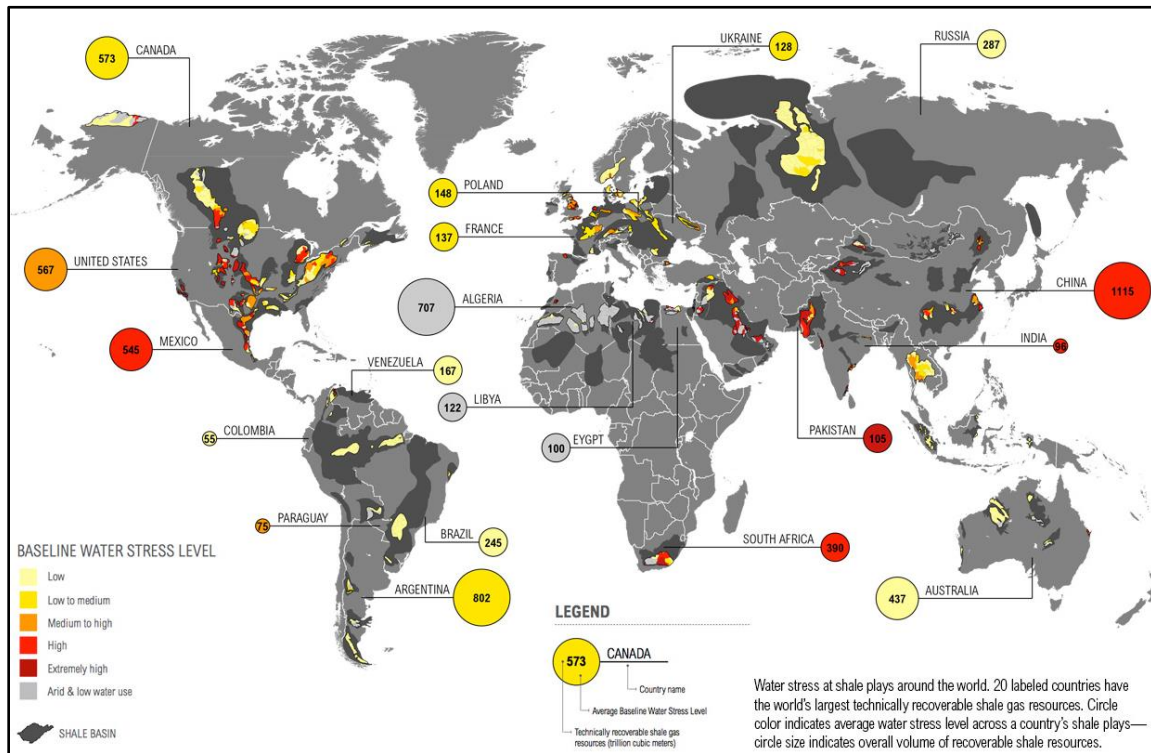 CANADA
573
UKRAINE
128
RUSSIA
287
POLAND
148
FRANCE
137
UNITED STATES
567
ALGERIA
707
CHINA
1115
MEXICO
545
INDIA
96
VENEZUELA
167
LIBYA
122
COLOMBIA
55
EYGPT
100
PAKISTAN
105
PARAGUAY
75
BRAZIL
245
SOUTH AFRICA
390
ARGENTINA
802
AUSTRALIA
437
BASELINE WATER STRESS LEVEL
Low
Low to medium
Medium to high
High
Extremely high
Arid & low water use
SHALE BASIN
LEGEND
573
CANADA
Country name
Average Baseline Water Stress Level
Technically recoverable shale gas
resources (trillion cubic meters)
Water stress at shale plays around the world. 20 labeled countries have
the world's largest technically recoverable shale gas resources. Circle
color indicates average water stress level across a country's shale plays—
circle size indicates overall volume of recoverable shale resources.